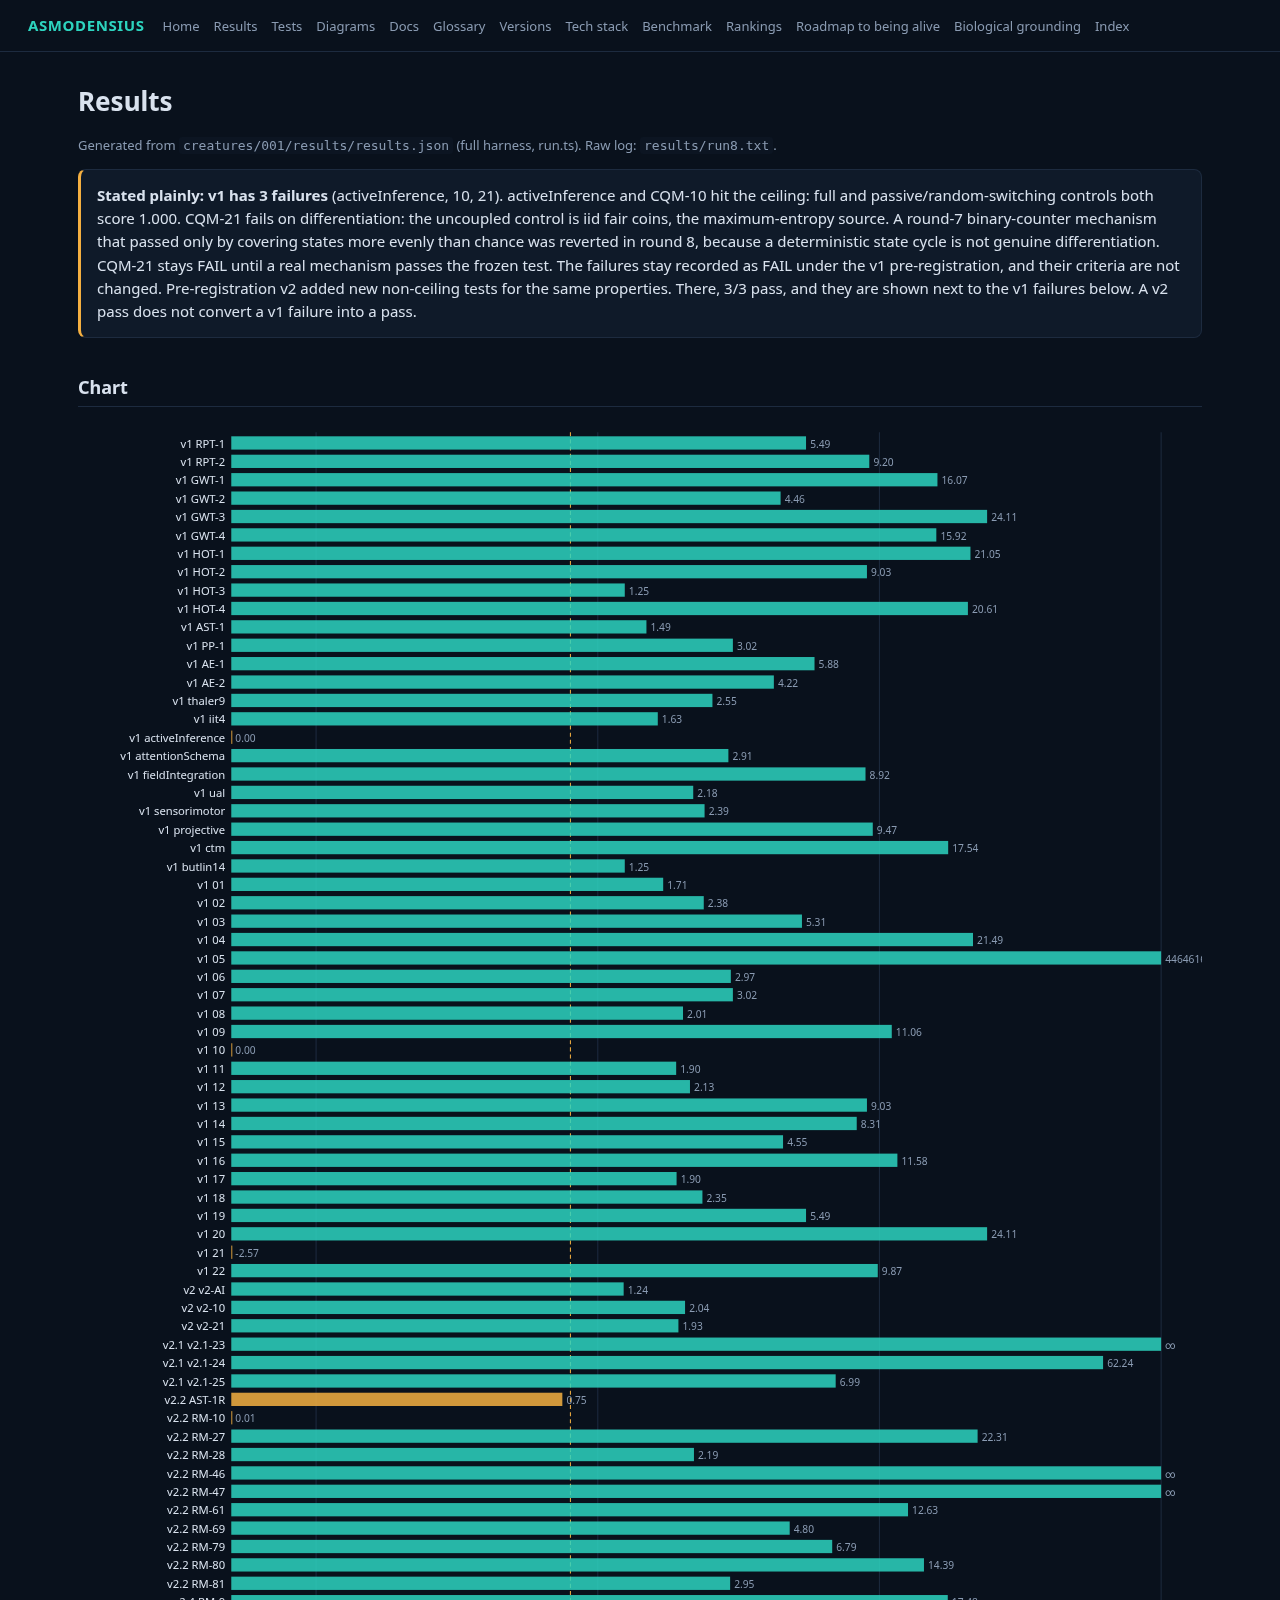 ASMODENSIUS Home Results Tests Diagrams Docs Glossary Versions Tech stack Benchmark Rankings Roadmap to being alive Biological grounding Index
Results
Generated from creatures/001/results/results.json (full harness, run.ts). Raw log: results/run8.txt.
Stated plainly: v1 has 3 failures (activeInference, 10, 21). activeInference and CQM-10 hit the ceiling: full and passive/random-switching controls both
score 1.000. CQM-21 fails on differentiation: the uncoupled control is iid fair coins, the maximum-entropy source. A round-7 binary-counter mechanism
that passed only by covering states more evenly than chance was reverted in round 8, because a deterministic state cycle is not genuine differentiation.
CQM-21 stays FAIL until a real mechanism passes the frozen test. The failures stay recorded as FAIL under the v1 pre-registration, and their criteria are not
changed. Pre-registration v2 added new non-ceiling tests for the same properties. There, 3/3 pass, and they are shown next to the v1 failures below. A v2
pass does not convert a v1 failure into a pass.
Chart
v1 RPT-1 5.49
v1 RPT-2 9.20
v1 GWT-1 16.07
v1 GWT-2 4.46
v1 GWT-3 24.11
v1 GWT-4 15.92
v1 HOT-1 21.05
v1 HOT-2 9.03
v1 HOT-3 1.25
v1 HOT-4 20.61
v1 AST-1 1.49
v1 PP-1 3.02
v1 AE-1 5.88
v1 AE-2 4.22
v1 thaler9 2.55
v1 iit4 1.63
v1 activeInference 0.00
v1 attentionSchema 2.91
v1 fieldIntegration 8.92
v1 ual 2.18
v1 sensorimotor 2.39
v1 projective 9.47
v1 ctm 17.54
v1 butlin14 1.25
v1 01 1.71
v1 02 2.38
v1 03 5.31
v1 04 21.49
v1 05 446461
v1 06 2.97
v1 07 3.02
v1 08 2.01
v1 09 11.06
v1 10 0.00
v1 11 1.90
v1 12 2.13
v1 13 9.03
v1 14 8.31
v1 15 4.55
v1 16 11.58
v1 17 1.90
v1 18 2.35
v1 19 5.49
v1 20 24.11
v1 21 -2.57
v1 22 9.87
v2 v2-AI 1.24
v2 v2-10 2.04
v2 v2-21 1.93
v2.1 v2.1-23 ∞
v2.1 v2.1-24 62.24
v2.1 v2.1-25 6.99
v2.2 AST-1R 0.75
v2.2 RM-10 0.01
v2.2 RM-27 22.31
v2.2 RM-28 2.19
v2.2 RM-46 ∞
v2.2 RM-47 ∞
v2.2 RM-61 12.63
v2.2 RM-69 4.80
v2.2 RM-79 6.79
v2.2 RM-80 14.39
v2.2 RM-81 2.95